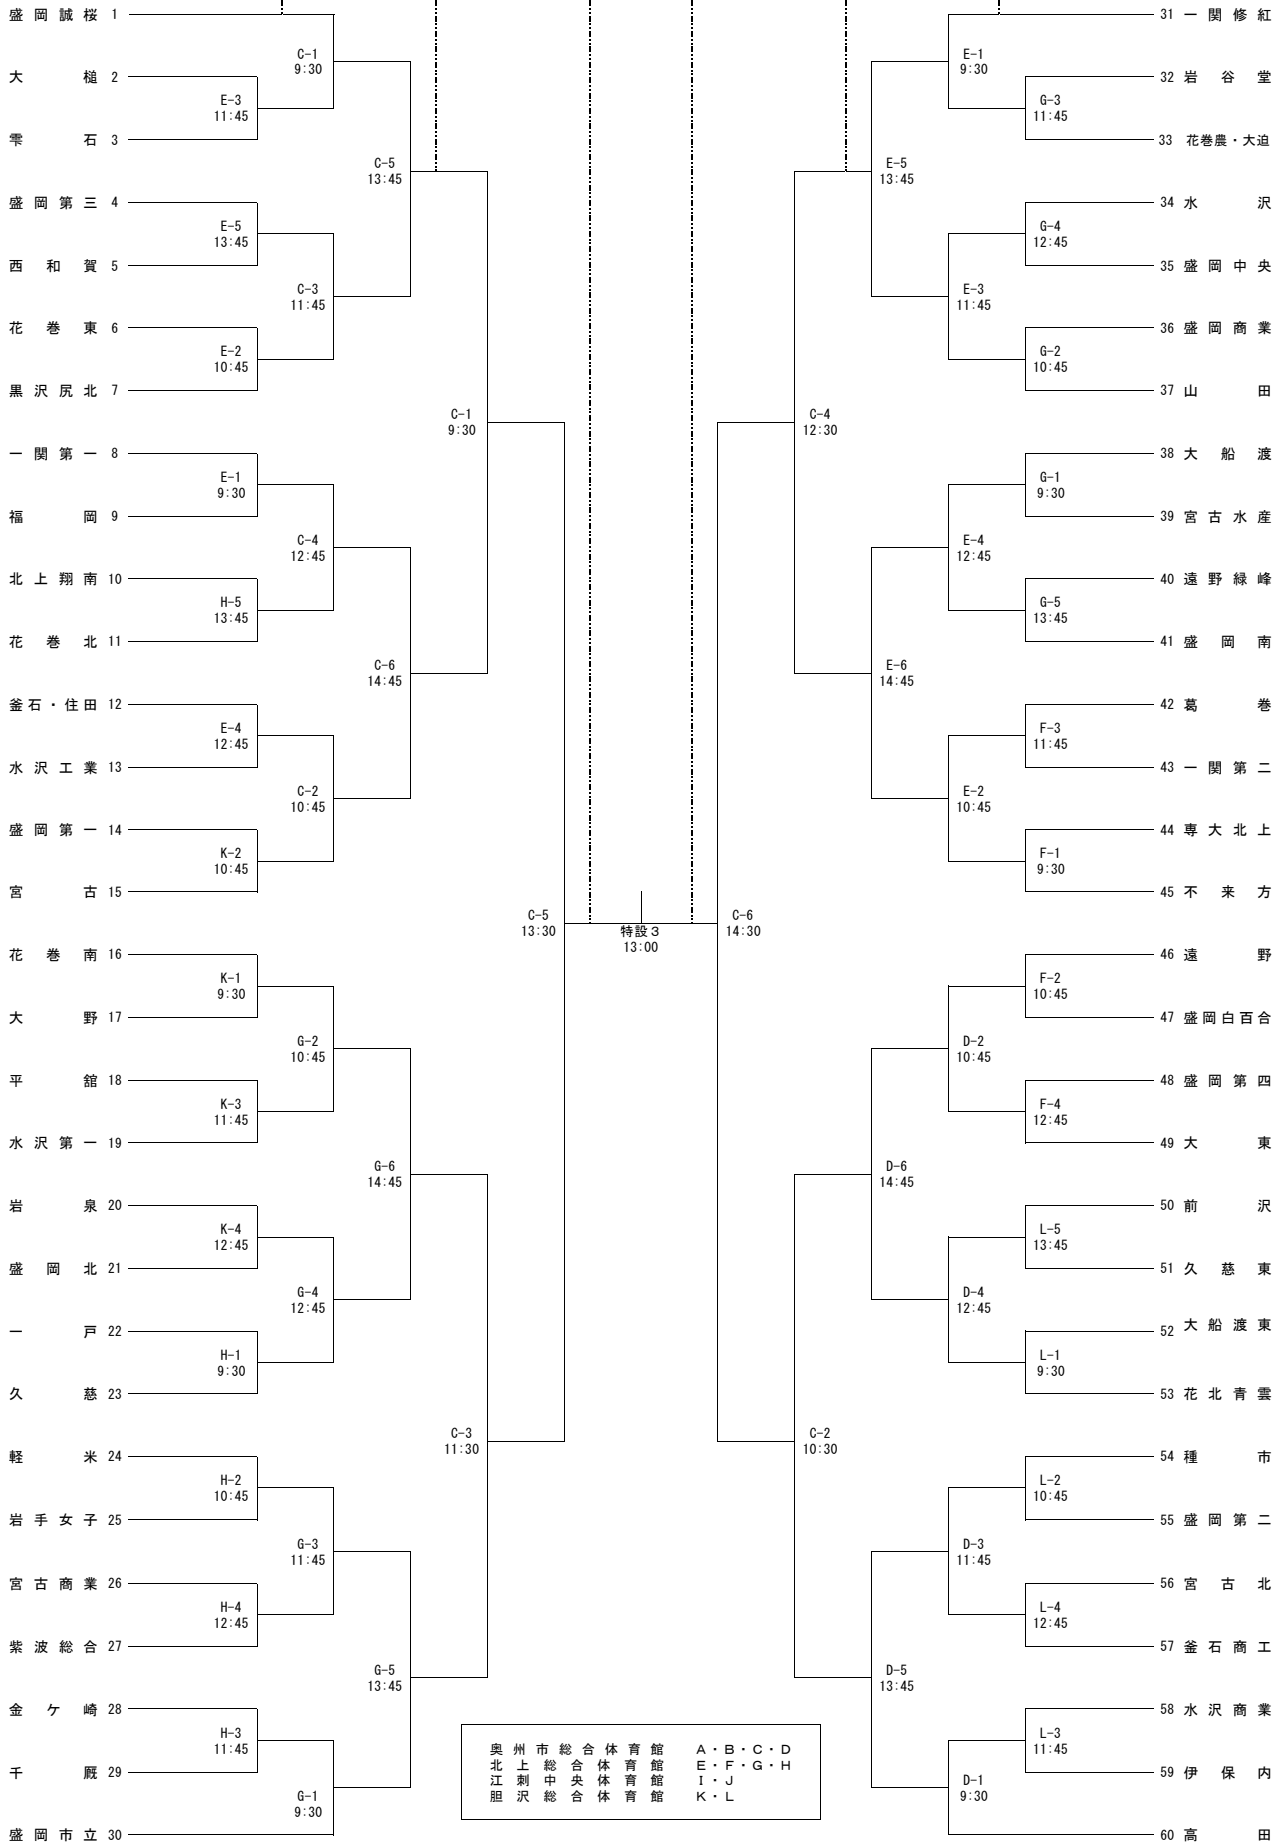 盛岡誠桜 1
C-1
9:30
大槌 2
E-3
11:45
雫石 3
C-5
13:45
盛岡第三 4
E-5
13:45
西和賀 5
C-3
11:45
花巻東 6
E-2
10:45
黒沢尻北 7
C-1
9:30
一関第一 8
E-1
9:30
福岡 9
C-4
12:45
北上翔南 10
H-5
13:45
花巻北 11
C-6
14:45
釜石・住田 12
E-4
12:45
水沢工業 13
C-2
10:45
盛岡第一 14
K-2
10:45
宮古 15
C-5
13:30
花巻南 16
K-1
9:30
大野 17
G-2
10:45
平舘 18
K-3
11:45
水沢第一 19
G-6
14:45
岩泉 20
K-4
12:45
盛岡北 21
G-4
12:45
一戸 22
H-1
9:30
久慈 23
C-3
11:30
軽米 24
H-2
10:45
岩手女子 25
G-3
11:45
宮古商業 26
H-4
12:45
紫波総合 27
G-5
13:45
金ケ崎 28
H-3
11:45
千厩 29
G-1
9:30
盛岡市立 30
特設3
13:00
31 一関修紅
E-1
9:30
32 岩谷堂
G-3
11:45
33 花巻農・大迫
E-5
13:45
34 水沢
G-4
12:45
35 盛岡中央
E-3
11:45
36 盛岡商業
G-2
10:45
37 山田
C-4
12:30
38 大船渡
G-1
9:30
39 宮古水産
E-4
12:45
40 遠野緑峰
G-5
13:45
41 盛岡南
E-6
14:45
42 葛巻
F-3
11:45
43 一関第二
E-2
10:45
44 専大北上
F-1
9:30
45 不来方
C-6
14:30
46 遠野
F-2
10:45
47 盛岡白百合
D-2
10:45
48 盛岡第四
F-4
12:45
49 大東
D-6
14:45
50 前沢
L-5
13:45
51 久慈東
D-4
12:45
52 大船渡東
L-1
9:30
53 花北青雲
C-2
10:30
54 種市
L-2
10:45
55 盛岡第二
D-3
11:45
56 宮古北
L-4
12:45
57 釜石商工
D-5
13:45
58 水沢商業
L-3
11:45
59 伊保内
D-1
9:30
60 高田
奥州市総合体育館 A・B・C・D
北上総合体育館 E・F・G・H
江刺中央体育館 I・J
胆沢総合体育館 K・L